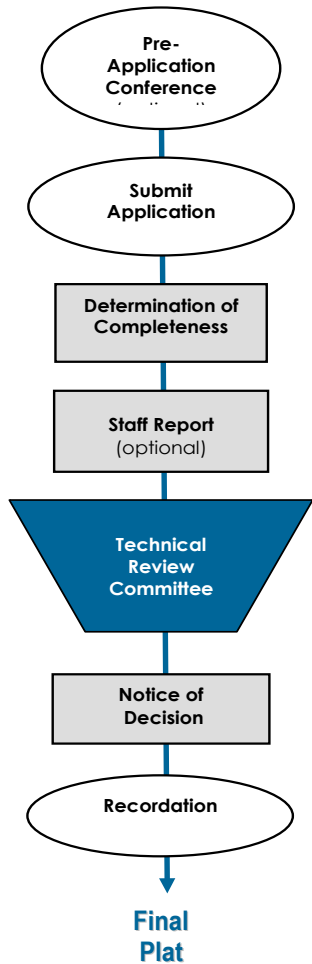 Pre-
Application
Conference
Submit
Application
Determination of
Completeness
Staff Report
(optional)
Technical
Review
Committee
Notice of
Decision
Recordation
Final
Plat